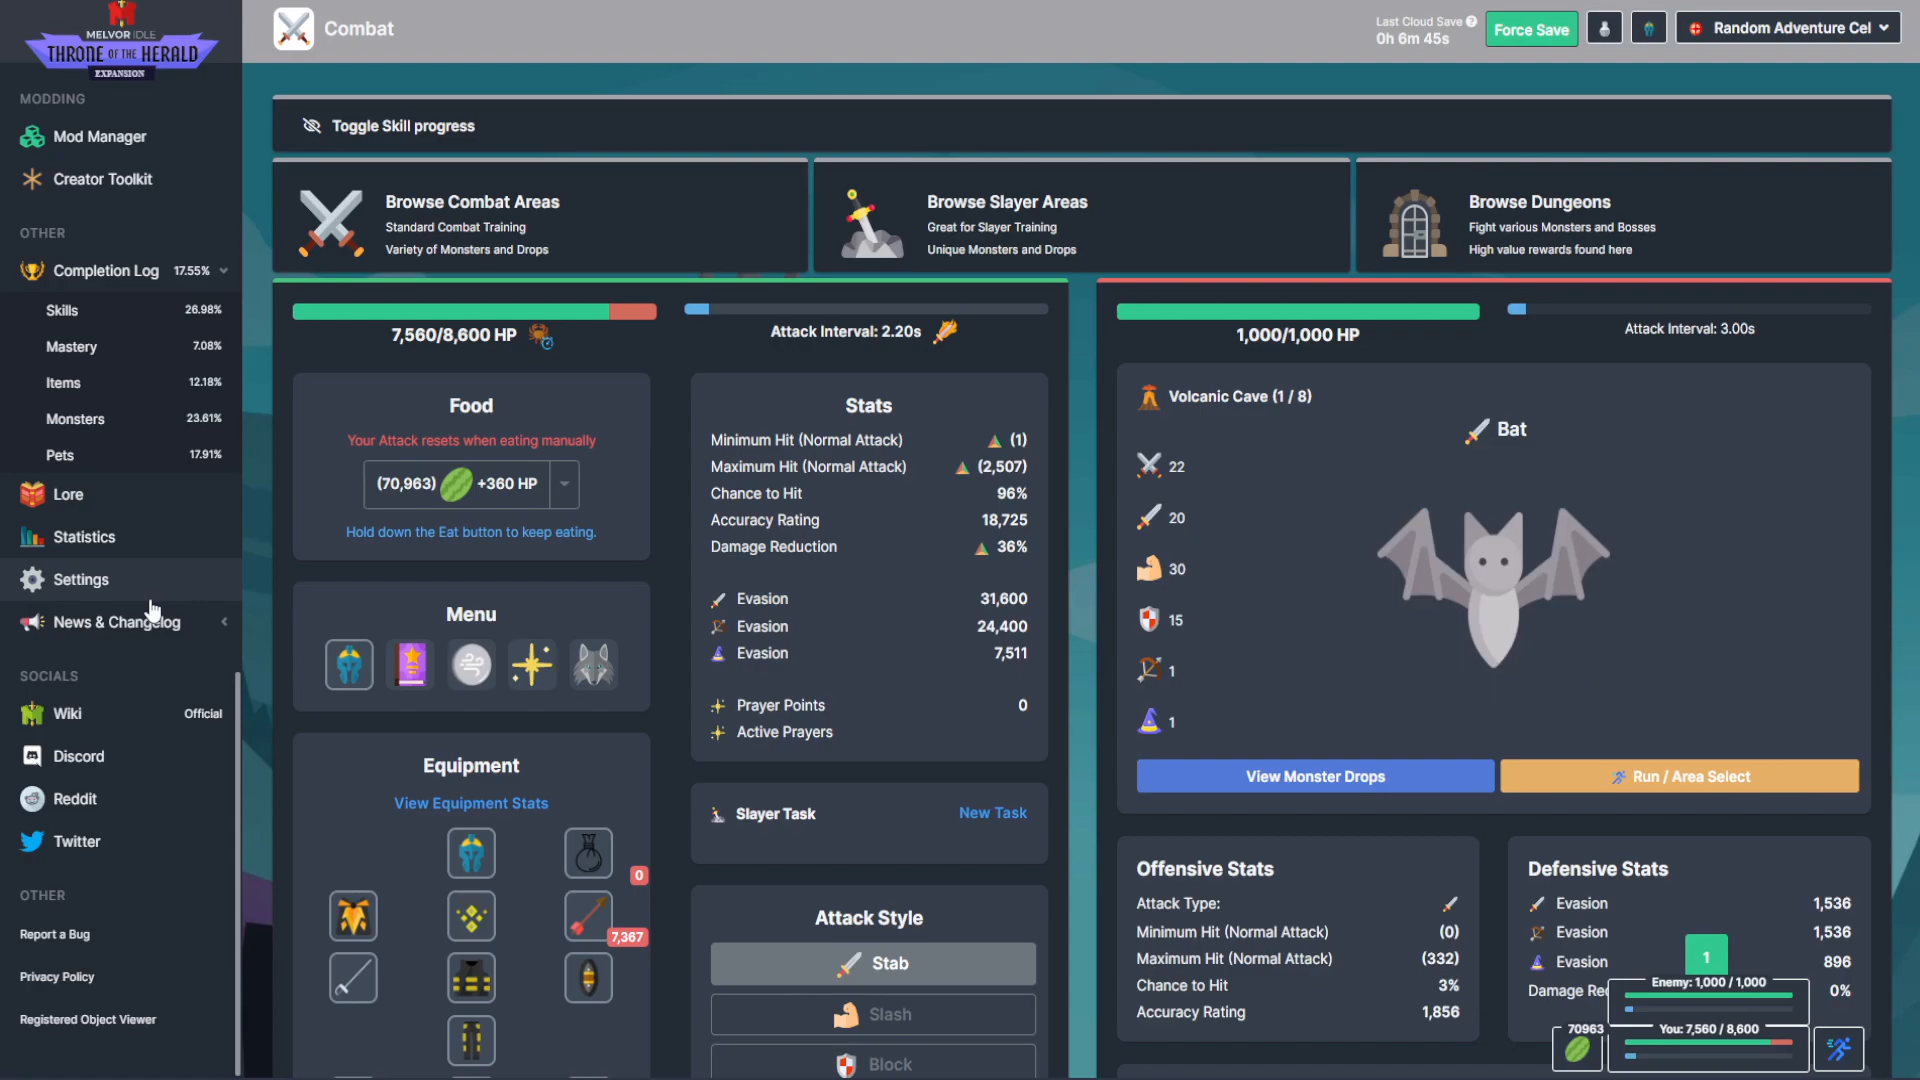 MELVOR IDLE
THRONE OF THE HERALD
EXPANSION
MODDING
Mod Manager
Creator Toolkit
OTHER
Completion Log 17.55%
Skills 26.98%
Mastery 7.08%
Items 12.18%
Monsters 23.61%
Pets 17.91%
Lore
Statistics
Settings
News & Changelog
SOCIALS
Wiki Official
Discord
Reddit
Twitter
OTHER
Report a Bug
Privacy Policy
Registered Object Viewer
Combat
Last Cloud Save
0h 6m 45s
Force Save
Random Adventure Cel
Toggle Skill progress
Browse Combat Areas
Standard Combat Training
Variety of Monsters and Drops
Browse Slayer Areas
Great for Slayer Training
Unique Monsters and Drops
Browse Dungeons
Fight various Monsters and Bosses
High value rewards found here
7,560/8,600 HP
Attack Interval: 2.20s
Food
Your Attack resets when eating manually
(70,963) +360 HP
Hold down the Eat button to keep eating.
Menu
Equipment
View Equipment Stats
0
7,367
Stats
Minimum Hit (Normal Attack) (1)
Maximum Hit (Normal Attack) (2,507)
Chance to Hit 96%
Accuracy Rating 18,725
Damage Reduction 36%
Evasion 31,600
Evasion 24,400
Evasion 7,511
Prayer Points 0
Active Prayers
Slayer Task New Task
Attack Style
Stab
Slash
Block
1,000/1,000 HP
Attack Interval: 3.00s
Volcanic Cave (1 / 8)
Bat
22
20
30
15
1
1
View Monster Drops
Run / Area Select
Offensive Stats
Attack Type:
Minimum Hit (Normal Attack) (0)
Maximum Hit (Normal Attack) (332)
Chance to Hit 3%
Accuracy Rating 1,856
Defensive Stats
Evasion 1,536
Evasion 1,536
Evasion 896
Damage Rec 0%
1
Enemy: 1,000 / 1,000
70963
You: 7,560 / 8,600